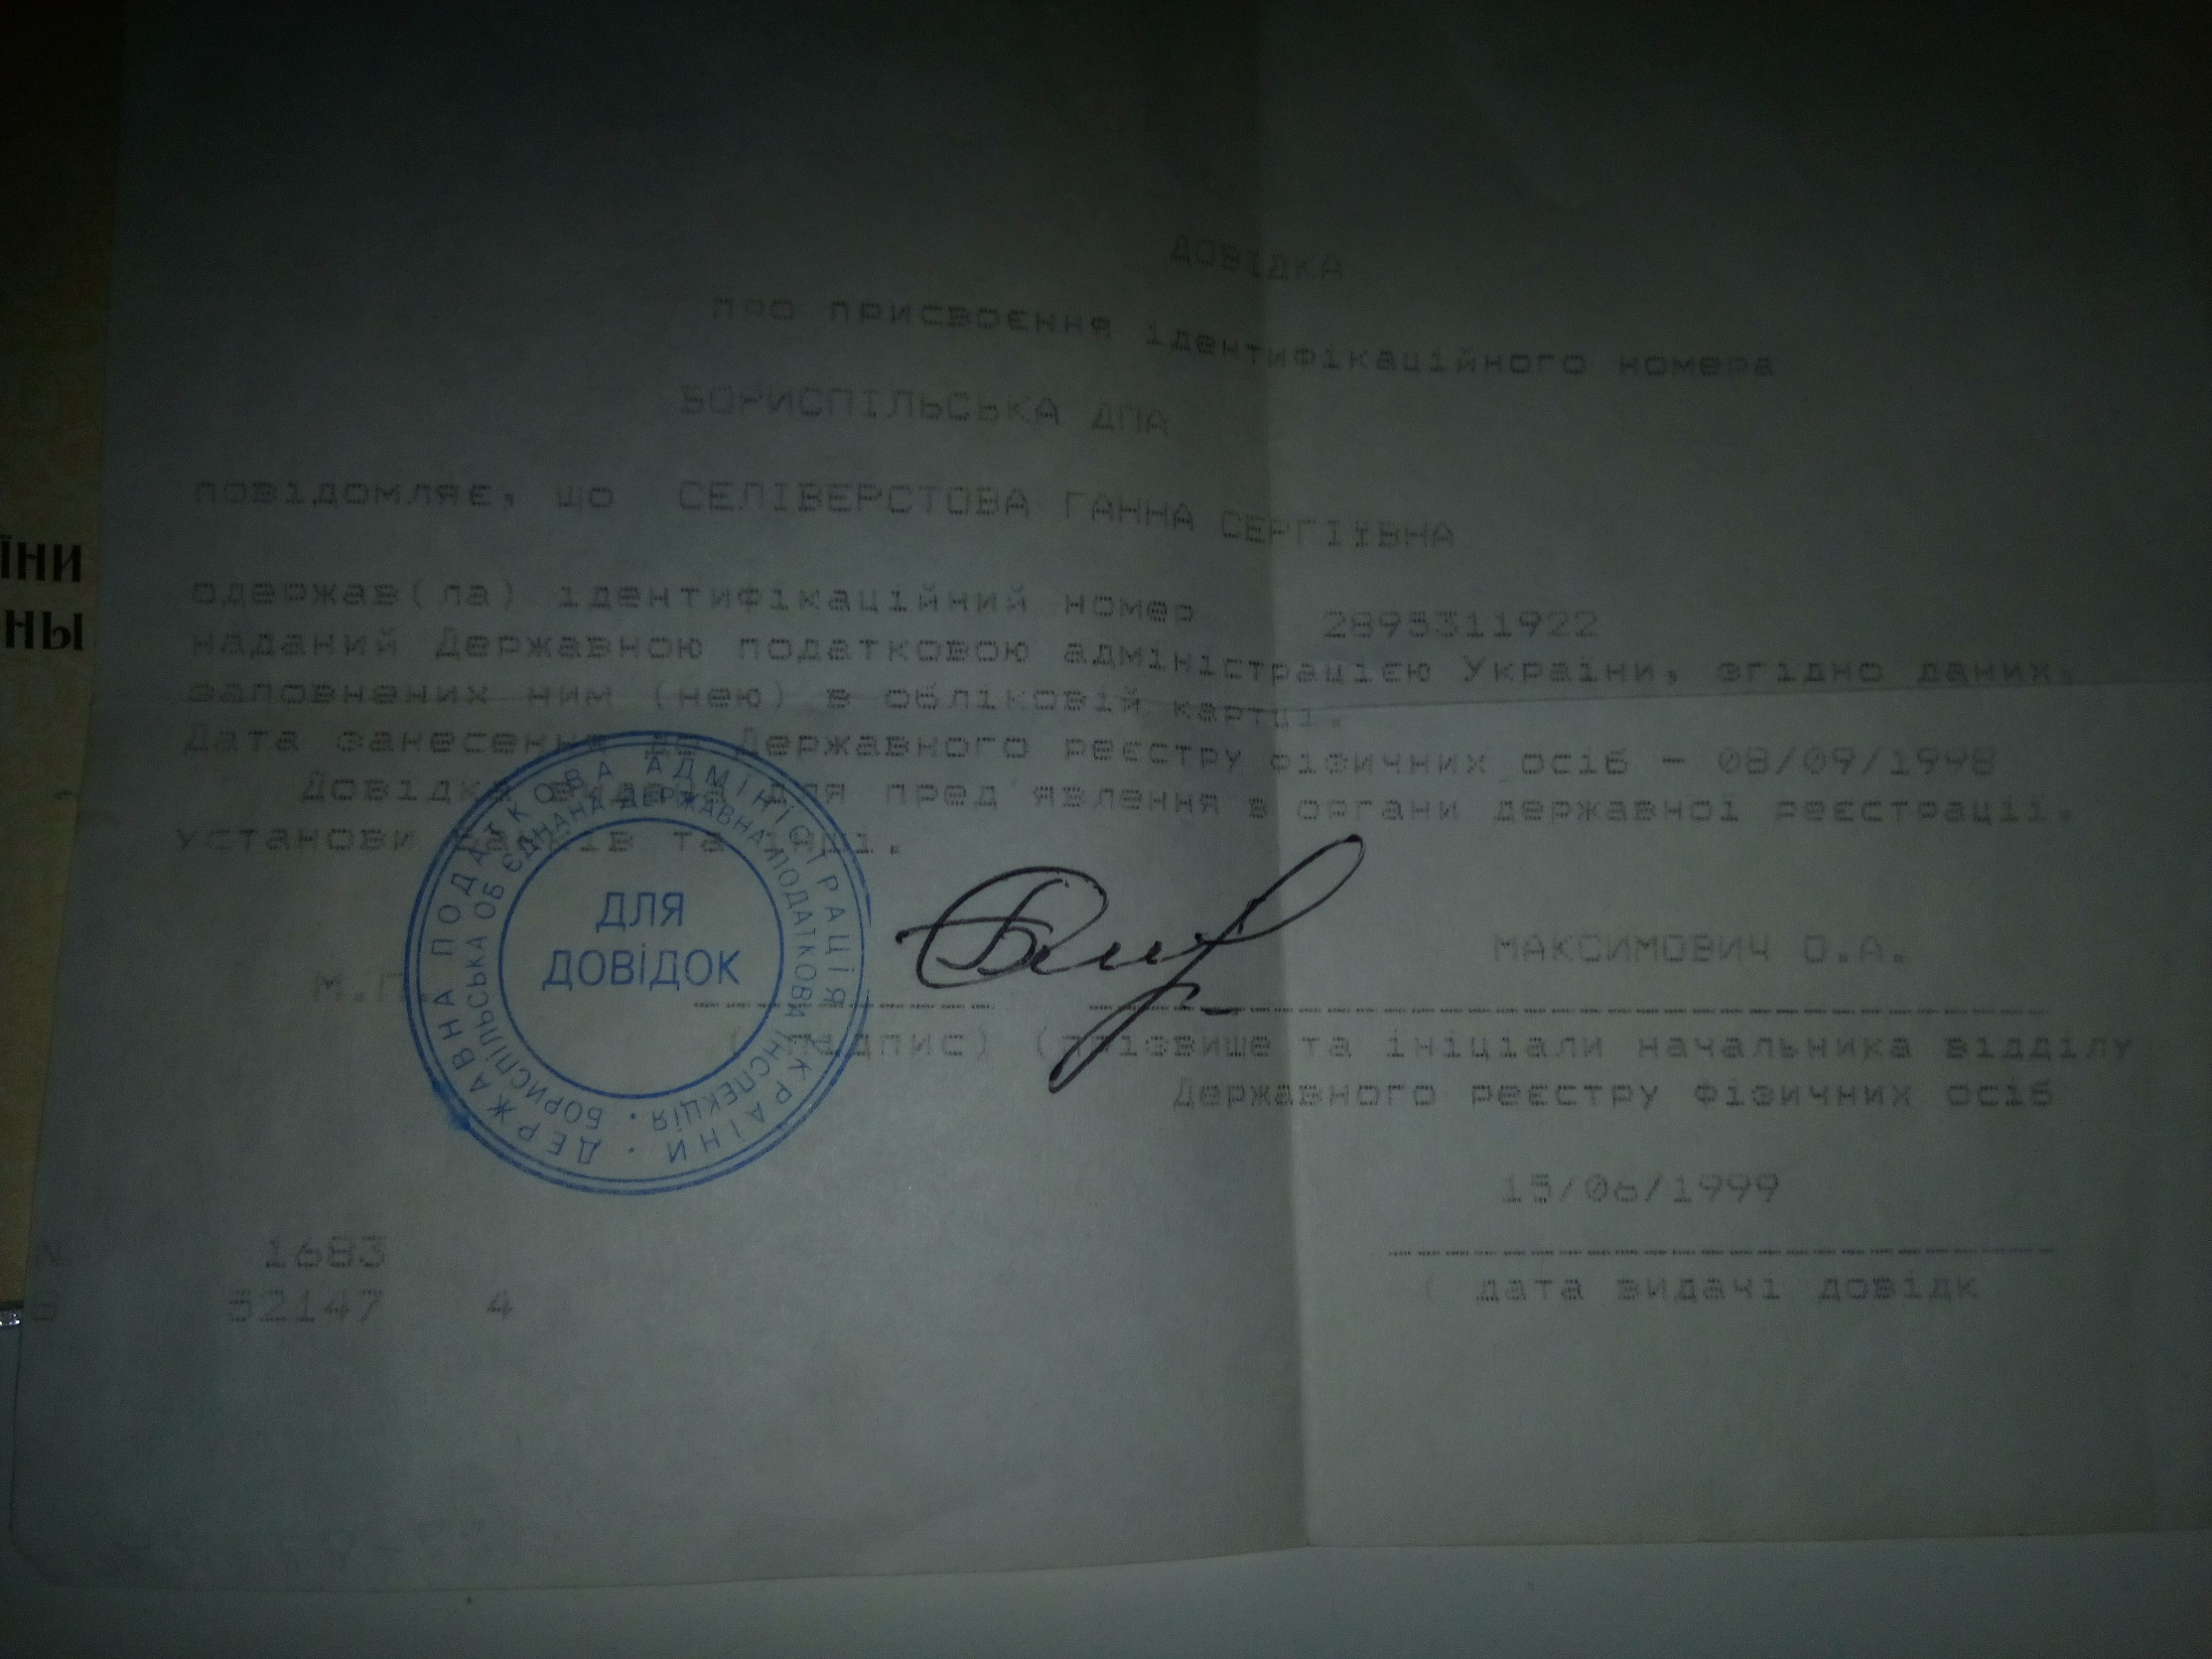 ДОВІДКА
про присвоєння ідентифікаційного номера
БОРИСПІЛЬСЬКА ДПА
повідомляє, що СЕЛІВЕРСТОВА ГАННА СЕРГІЇВНА
одержав(ла) ідентифікаційний номер 2895311922
наданий Державною податковою адміністрацією України, згідно даних,
заповнених ним (нею) в обліковій картці.
Дата занесення до Державного реєстру фізичних осіб - 08/09/1998
Довідка видана для пред'явлення в органи державної реєстрації,
установи банків та інші.
ДЕРЖАВНА ПОДАТКОВА АДМІНІСТРАЦІЯ УКРАЇНИ
БОРИСПІЛЬСЬКА ОБ'ЄДНАНА ДЕРЖАВНА ПОДАТКОВА ІНСПЕКЦІЯ
ДЛЯ
ДОВІДОК
МАКСИМОВИЧ О.А.
М.П.
(підпис) (прізвище та ініціали начальника відділу
Державного реєстру фізичних осіб
15/06/1999
N 1683
52147 4
( дата видачі довідк
їни
ны